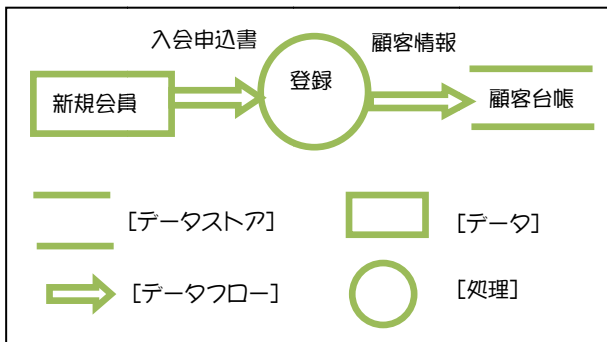 入会申込書
顧客情報
新規会員
登録
顧客台帳
[データストア]
[データ]
[データフロー]
[処理]